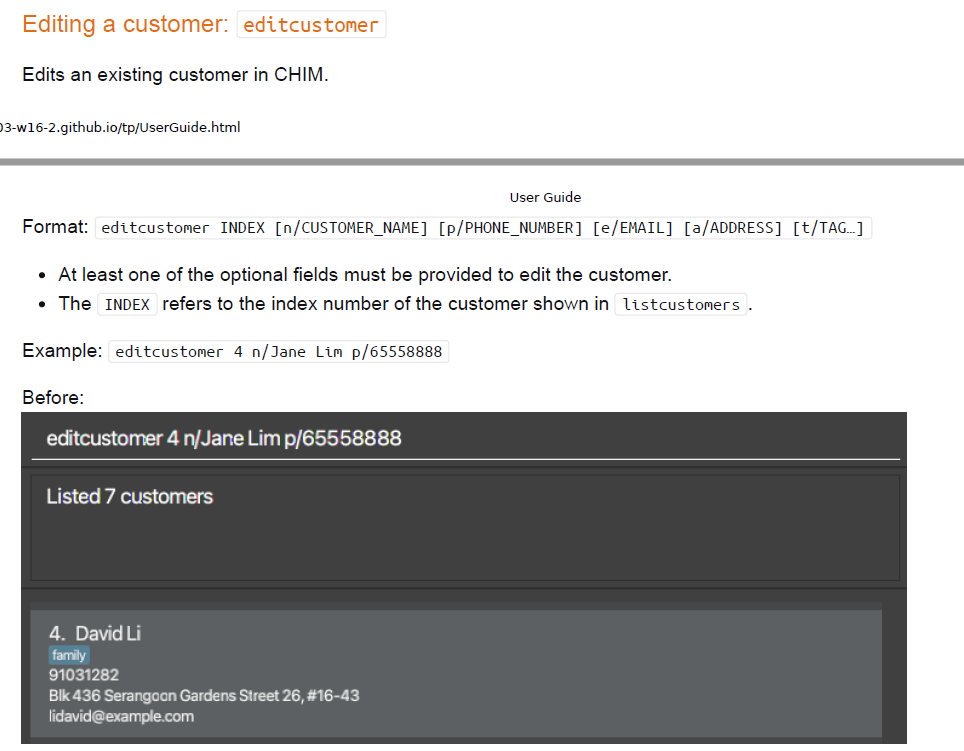 Editing a customer: editcustomer
Edits an existing customer in CHIM.
03-w16-2.github.io/tp/UserGuide.html
User Guide
Format: editcustomer INDEX [n/CUSTOMER_NAME] [p/PHONE_NUMBER] [e/EMAIL] [a/ADDRESS] [t/TAG…]
• At least one of the optional fields must be provided to edit the customer.
• The INDEX refers to the index number of the customer shown in listcustomers.
Example: editcustomer 4 n/Jane Lim p/65558888
Before:
editcustomer 4 n/Jane Lim p/65558888
Listed 7 customers
4. David Li
family
91031282
Blk 436 Serangoon Gardens Street 26, #16-43
lidavid@example.com